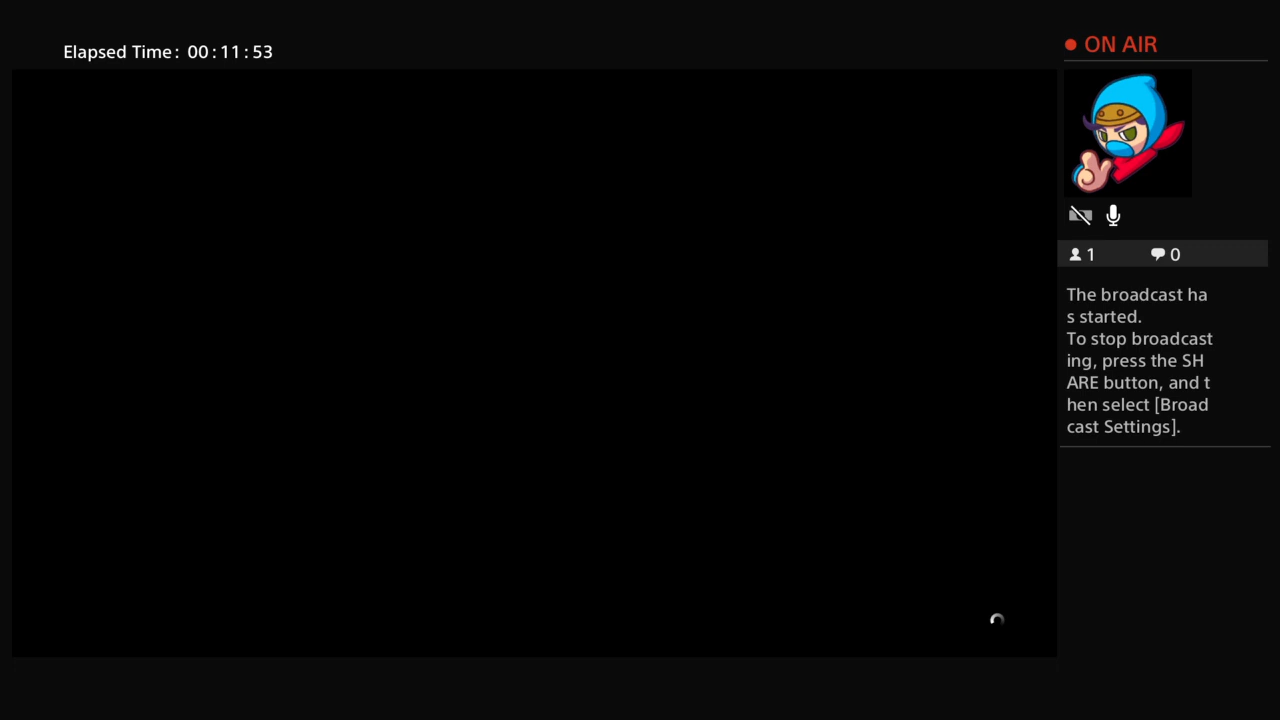 Elapsed Time: 00:11:53
ON AIR
1
0
The broadcast ha
s started.
To stop broadcast
ing, press the SH
ARE button, and t
hen select [Broad
cast Settings].